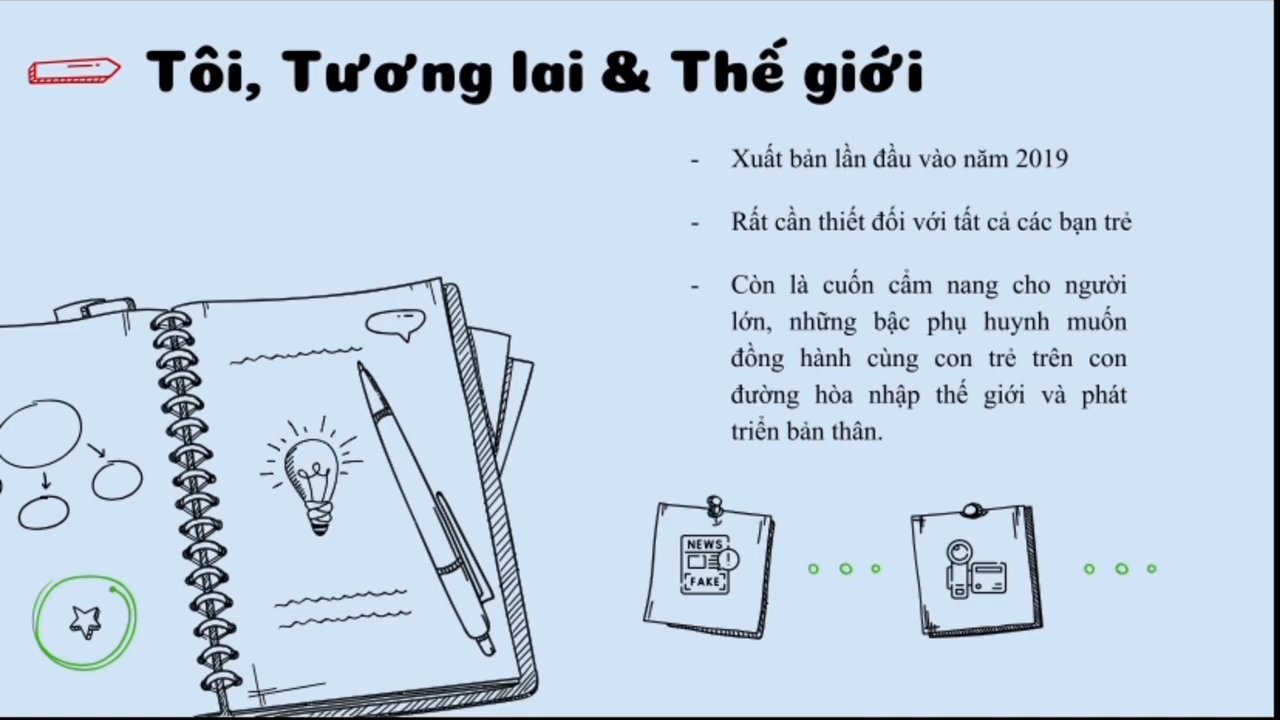 Tôi, Tương lai & Thế giới
- Xuất bản lần đầu vào năm 2019
- Rất cần thiết đối với tất cả các bạn trẻ
- Còn là cuốn cẩm nang cho người
lớn, những bậc phụ huynh muốn
đồng hành cùng con trẻ trên con
đường hòa nhập thế giới và phát
triển bản thân.
NEWS
FAKE